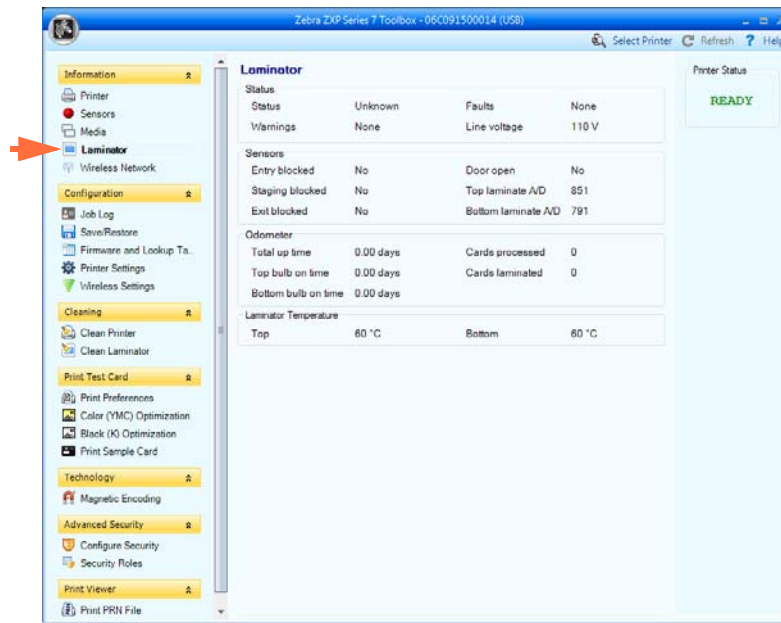 Zebra ZXP Series 7 Toolbox - 06C091500014 (USB)
Select Printer Refresh ? Help
Information
Printer
Sensors
Media
Laminator
Wireless Network
Configuration
Job Log
Save/Restore
Firmware and Lookup Ta..
Printer Settings
Wireless Settings
Cleaning
Clean Printer
Clean Laminator
Print Test Card
Print Preferences
Color (YMC) Optimization
Black (K) Optimization
Print Sample Card
Technology
Magnetic Encoding
Advanced Security
Configure Security
Security Roles
Print Viewer
Print PRN File
Laminator
Status
Status Unknown Faults None
Warnings None Line voltage 110 V
Sensors
Entry blocked No Door open No
Staging blocked No Top laminate A/D 851
Exit blocked No Bottom laminate A/D 791
Odometer
Total up time 0.00 days Cards processed 0
Top bulb on time 0.00 days Cards laminated 0
Bottom bulb on time 0.00 days
Laminator Temperature
Top 60 °C Bottom 60 °C
Printer Status
READY